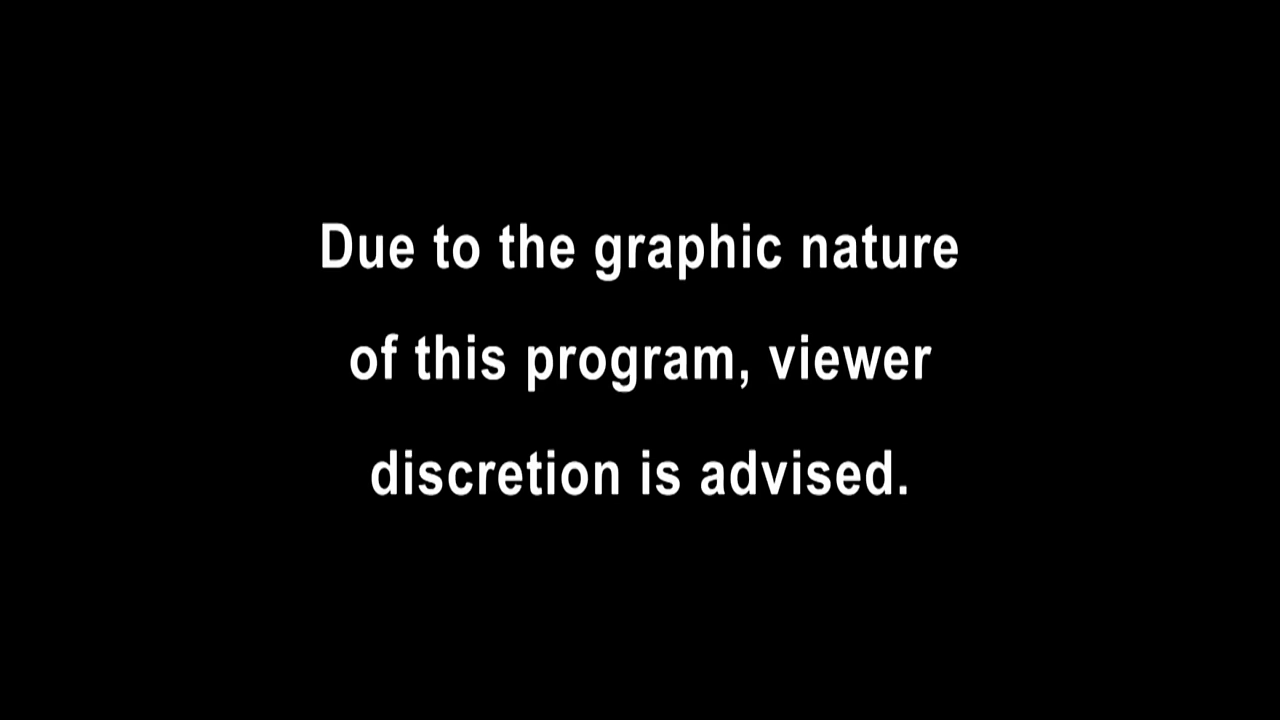 Due to the graphic nature
of this program, viewer
discretion is advised.